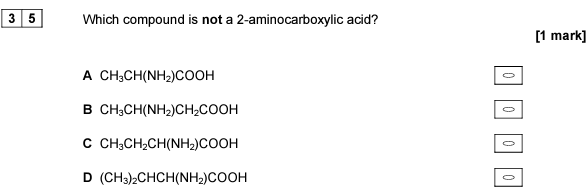 3 5 Which compound is not a 2-aminocarboxylic acid?
[1 mark]
A CH₃CH(NH₂)COOH
B CH₃CH(NH₂)CH₂COOH
C CH₃CH₂CH(NH₂)COOH
D (CH₃)₂CHCH(NH₂)COOH